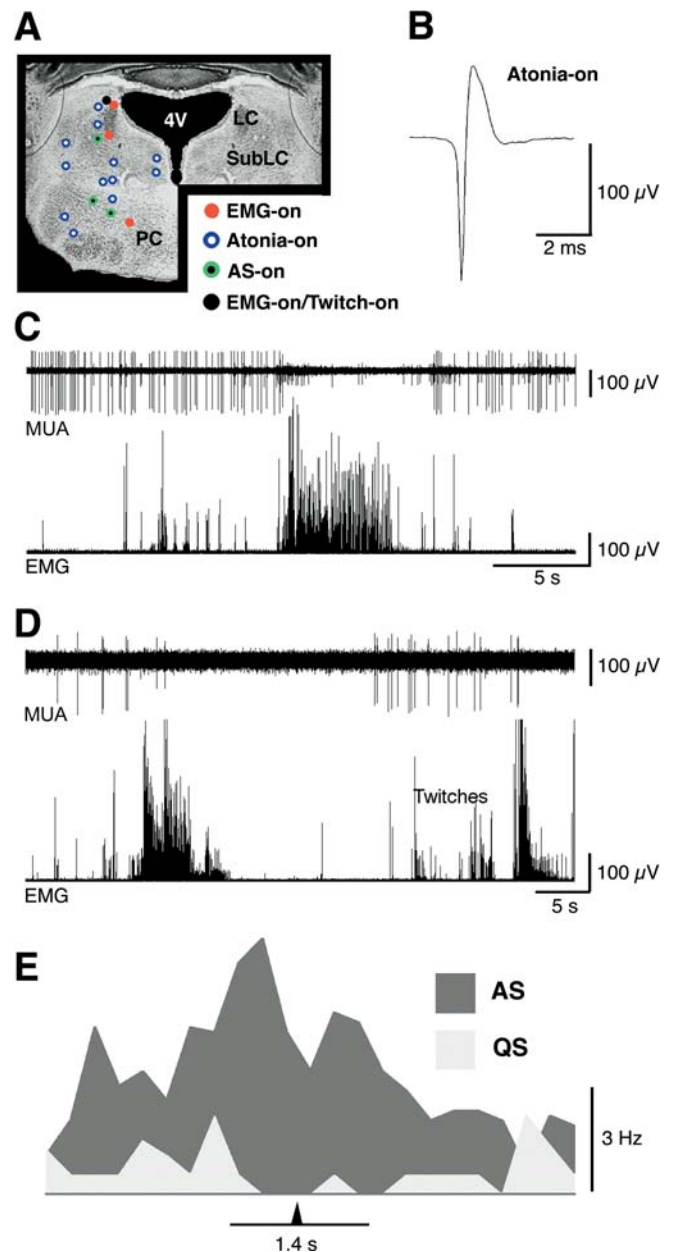 A
4V
LC
SubLC
PC
EMG-on
Atonia-on
AS-on
EMG-on/Twitch-on
B
Atonia-on
100 µV
2 ms
C
100 µV
MUA
100 µV
EMG
5 s
D
100 µV
MUA
Twitches
100 µV
EMG
5 s
E
AS
QS
3 Hz
1.4 s